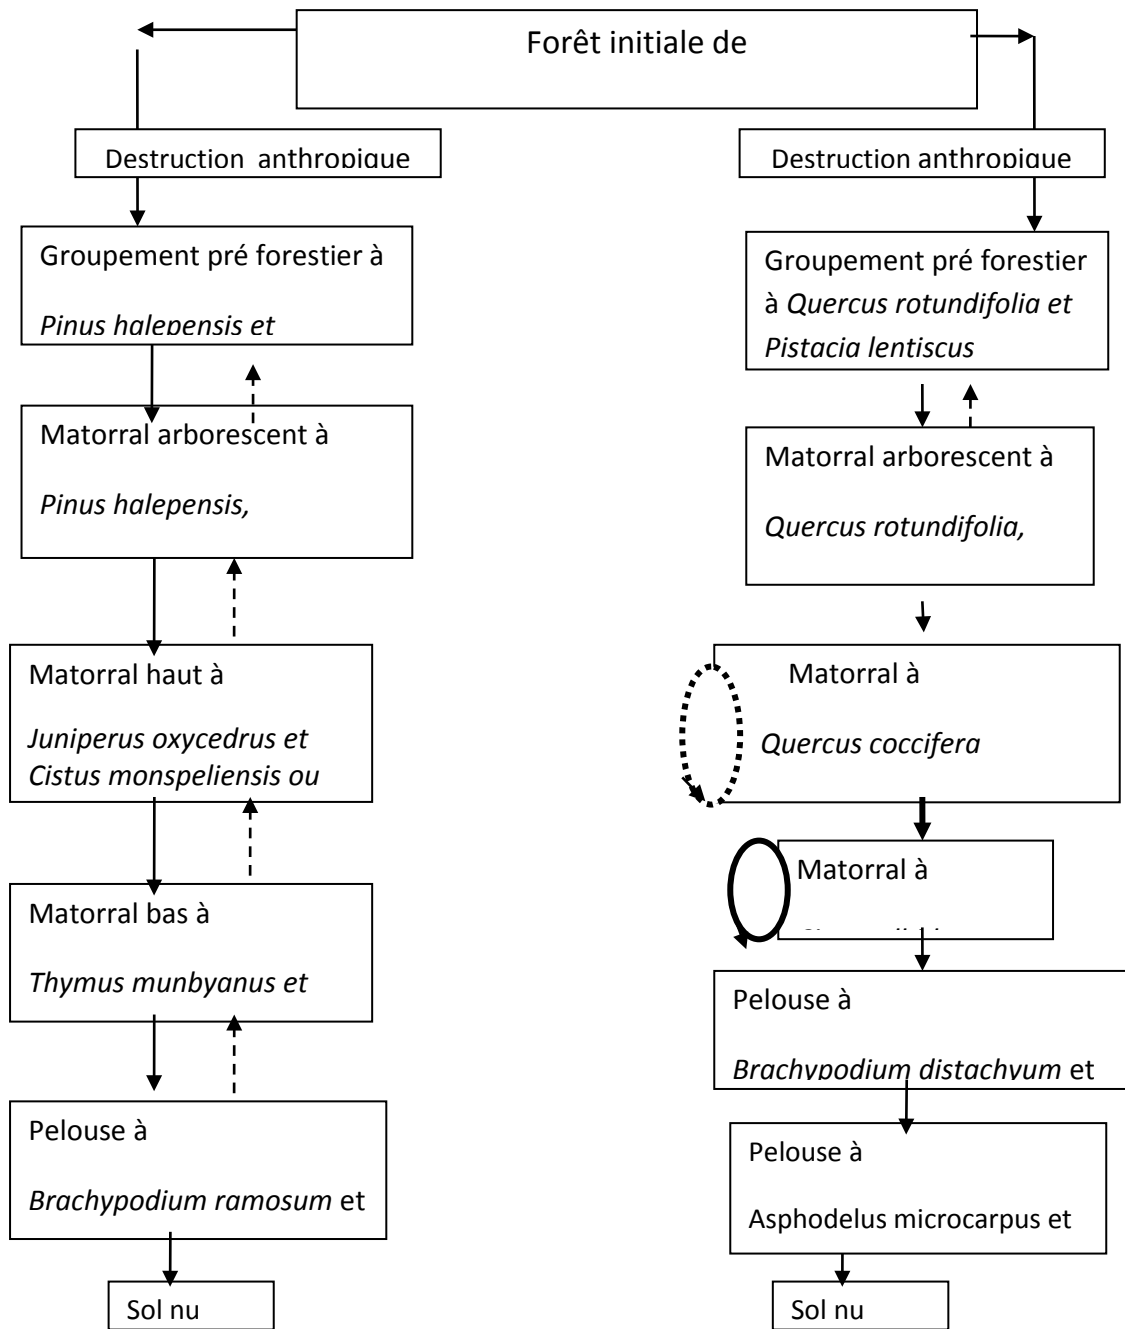 Forêt initiale de
Destruction anthropique
Groupement pré forestier à
Pinus halepensis et
Matorral arborescent à
Pinus halepensis,
Matorral haut à
Juniperus oxycedrus et
Cistus monspeliensis ou
Matorral bas à
Thymus munbyanus et
Pelouse à
Brachypodium ramosum et
Sol nu
Destruction anthropique
Groupement pré forestier
à Quercus rotundifolia et
Pistacia lentiscus
Matorral arborescent à
Quercus rotundifolia,
Matorral à
Quercus coccifera
Matorral à
Pelouse à
Brachypodium distachyum et
Pelouse à
Asphodelus microcarpus et
Sol nu